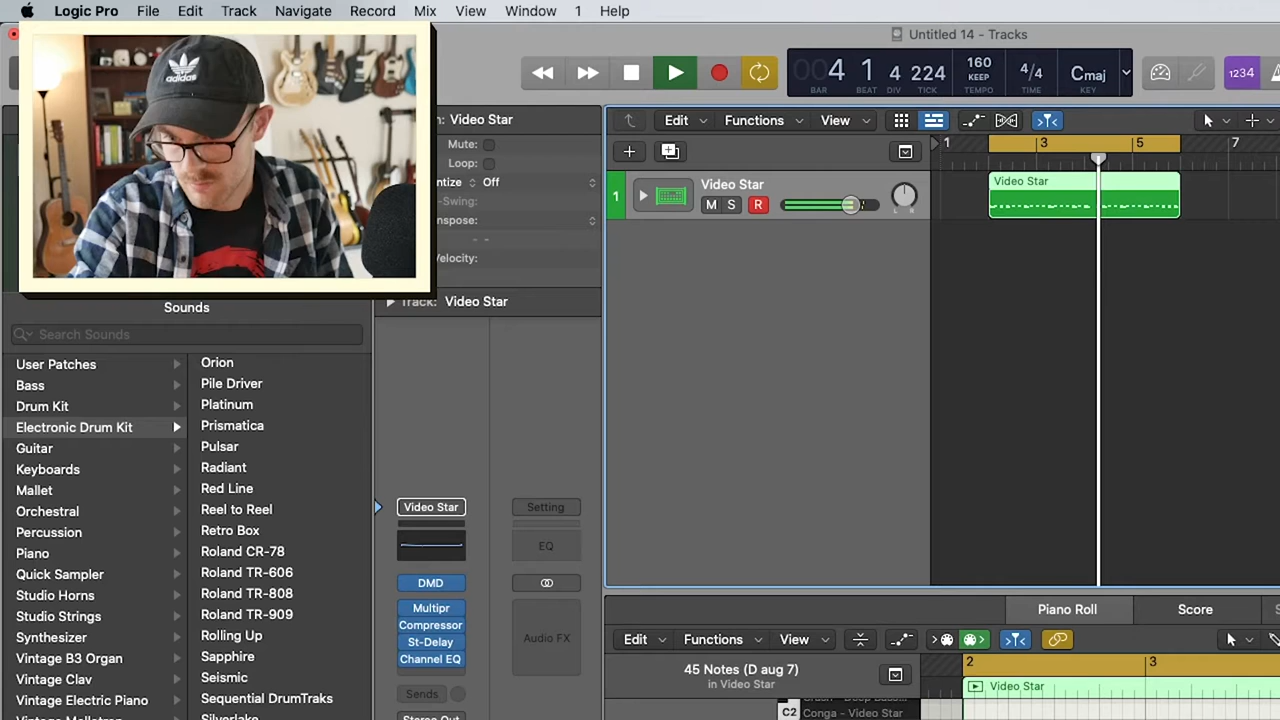 Logic Pro File Edit Track Navigate Record Mix View Window 1 Help
Untitled 14 - Tracks
adidas
004 1 4 224
BAR BEAT DIV TICK
160
KEEP
TEMPO
4/4
TIME
Cmaj
KEY
1234
n: Video Star
Mute:
Loop:
ntize Off
-Swing:
nspose:
- -
Velocity:
Track: Video Star
Edit Functions View
1 3 5 7
1
Video Star
M S R
L R
Video Star
Sounds
Search Sounds
User Patches
Bass
Drum Kit
Electronic Drum Kit
Guitar
Keyboards
Mallet
Orchestral
Percussion
Piano
Quick Sampler
Studio Horns
Studio Strings
Synthesizer
Vintage B3 Organ
Vintage Clav
Vintage Electric Piano
Vintage Mellotron
Orion
Pile Driver
Platinum
Prismatica
Pulsar
Radiant
Red Line
Reel to Reel
Retro Box
Roland CR-78
Roland TR-606
Roland TR-808
Roland TR-909
Rolling Up
Sapphire
Seismic
Sequential DrumTraks
Silverlake
Video Star
DMD
Multipr
Compressor
St-Delay
Channel EQ
Sends
Stereo Out
Setting
EQ
Audio FX
Piano Roll Score
Edit Functions View
45 Notes (D aug 7)
in Video Star
2 3
Video Star
C2
Conga - Video Star